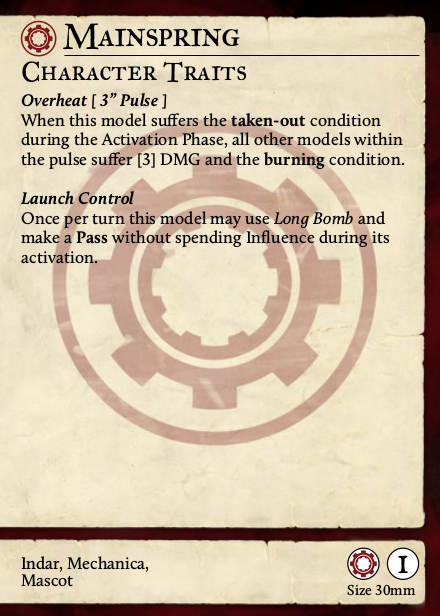 Mainspring
Character Traits
Overheat [ 3” Pulse ]
When this model suffers the taken-out condition
during the Activation Phase, all other models within
the pulse suffer [3] DMG and the burning condition.
Launch Control
Once per turn this model may use Long Bomb and
make a Pass without spending Influence during its
activation.
Indar, Mechanica,
Mascot
1
Size 30mm